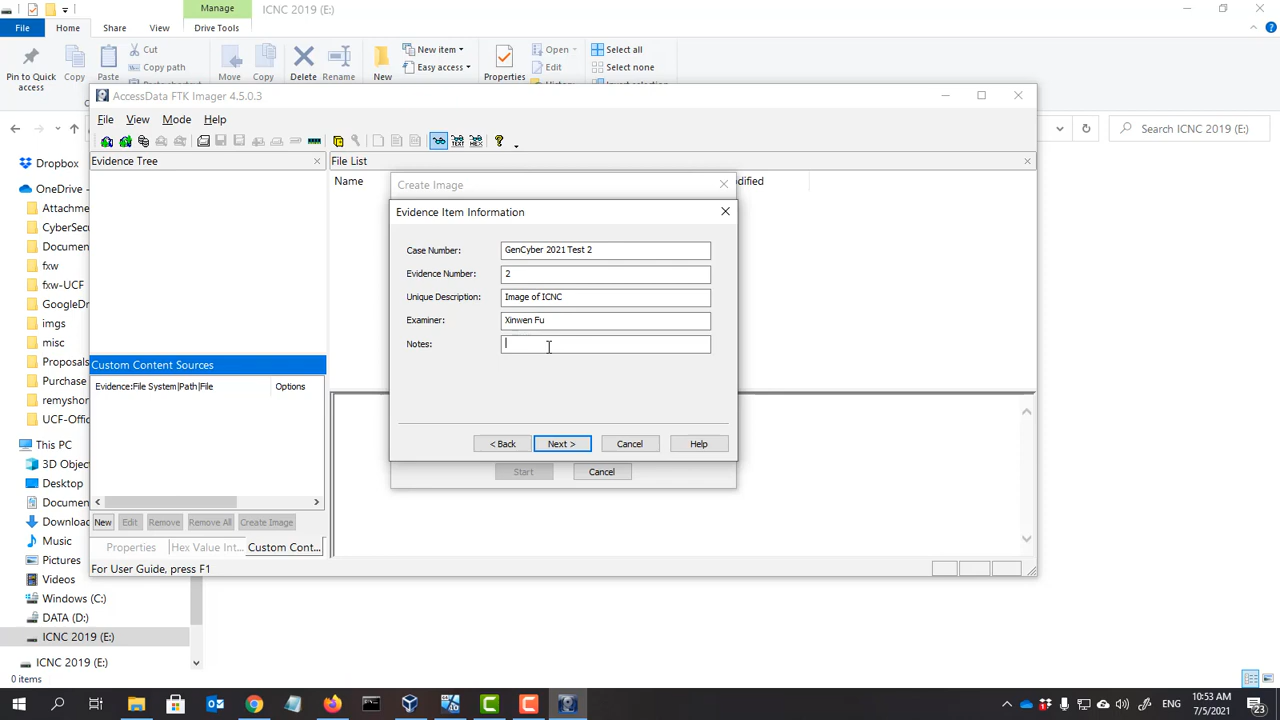 Manage
ICNC 2019 (E:)
File
Home
Share
View
Drive Tools
Pin to Quick access
Copy
Paste
Cut
Copy path
Move
Copy
Delete
Rename
New
New item
Easy access
Properties
Open
Edit
Select all
Select none
Search ICNC 2019 (E:)
AccessData FTK Imager 4.5.0.3
File
View
Mode
Help
Evidence Tree
File List
Name
odified
Dropbox
OneDrive -
Attachme
CyberSec
Documen
fxw
fxw-UCF
GoogleDr
imgs
misc
Proposals
Purchase
remyshor
UCF-Offic
This PC
3D Objec
Desktop
Documen
Downloa
Music
Pictures
Videos
Windows (C:)
DATA (D:)
ICNC 2019 (E:)
ICNC 2019 (E:)
0 items
Create Image
Evidence Item Information
Case Number:
GenCyber 2021 Test 2
Evidence Number:
2
Unique Description:
Image of ICNC
Examiner:
Xinwen Fu
Notes:
< Back
Next >
Cancel
Help
Start
Cancel
Custom Content Sources
Evidence:File System|Path|File
Options
New
Edit
Remove
Remove All
Create Image
Properties
Hex Value Int...
Custom Cont...
For User Guide, press F1
ENG
10:53 AM
7/5/2021
23